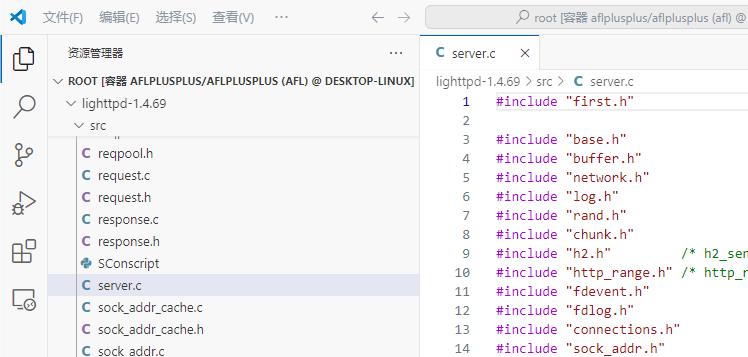 文件(F) 编辑(E) 选择(S) 查看(V) ··· root [容器 aflplusplus/aflplusplus (afl) @
资源管理器 ···
ROOT [容器 AFLPLUSPLUS/AFLPLUSPLUS (AFL) @ DESKTOP-LINUX]
lighttpd-1.4.69
src
reqpool.h
request.c
request.h
response.c
response.h
SConscript
server.c
sock_addr_cache.c
sock_addr_cache.h
sock_addr.c
server.c
lighttpd-1.4.69 > src > server.c
1 #include "first.h"
2
3 #include "base.h"
4 #include "buffer.h"
5 #include "network.h"
6 #include "log.h"
7 #include "rand.h"
8 #include "chunk.h"
9 #include "h2.h" /* h2_sen
10 #include "http_range.h" /* http_r
11 #include "fdevent.h"
12 #include "fdlog.h"
13 #include "connections.h"
14 #include "sock_addr.h"